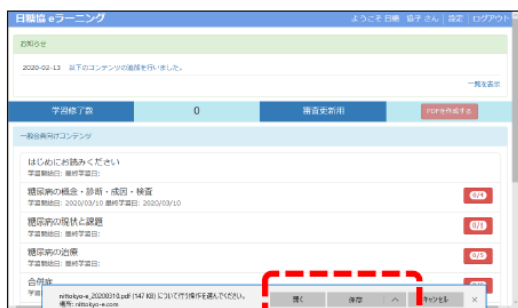 日糖協 eラーニング
ようこそ 日糖 協子 さん | 設定 | ログアウト
お知らせ
2020-02-13 以下のコンテンツの追加を行いました。
一覧を表示
学習修了数
0
審査更新用
PDFを作成する
一般会員向けコンテンツ
はじめにお読みください
学習開始日: 最終学習日:
糖尿病の概念・診断・成因・検査
学習開始日: 2020/03/10 最終学習日: 2020/03/10
0/4
糖尿病の現状と課題
学習開始日: 最終学習日:
糖尿病の治療
学習開始日: 最終学習日:
合併症
nittokyo-e_20200310.pdf (147 KB) について行う操作を選んでください。
場所: nittokyo-e.com
開く
保存
キャンセル